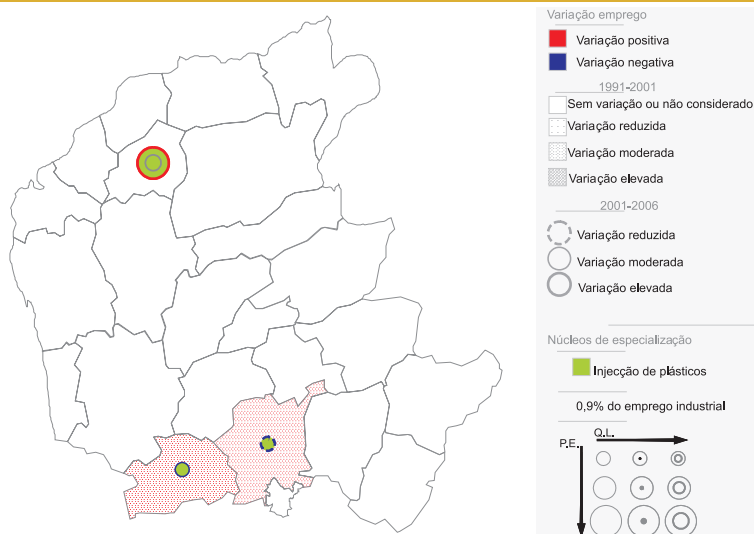 Variação emprego
Variação positiva
Variação negativa
1991-2001
Sem variação ou não considerado
Variação reduzida
Variação moderada
Variação elevada
2001-2006
Variação reduzida
Variação moderada
Variação elevada
Núcleos de especialização
Injecção de plásticos
0,9% do emprego industrial
Q.L.
P.E.